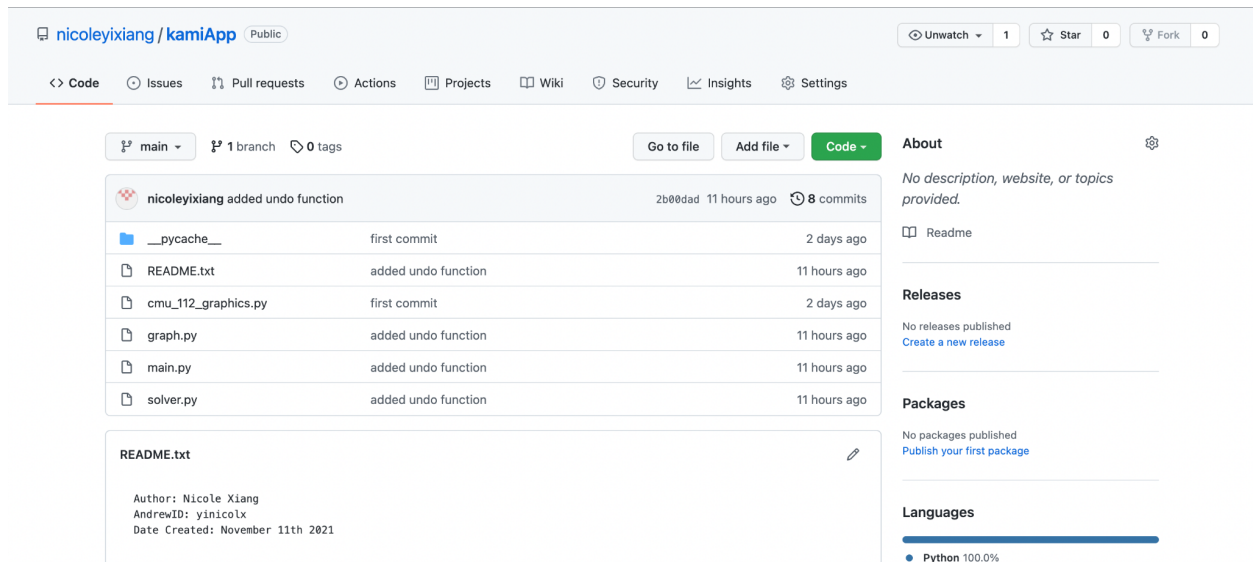 nicoleyixiang / kamiApp Public
Unwatch 1 Star 0 Fork 0
<> Code Issues Pull requests Actions Projects Wiki Security Insights Settings
main 1 branch 0 tags Go to file Add file Code
nicoleyixiang added undo function 2b00dad 11 hours ago 8 commits
__pycache__ first commit 2 days ago
README.txt added undo function 11 hours ago
cmu_112_graphics.py first commit 2 days ago
graph.py added undo function 11 hours ago
main.py added undo function 11 hours ago
solver.py added undo function 11 hours ago
README.txt
Author: Nicole Xiang
AndrewID: yinicolx
Date Created: November 11th 2021
About
No description, website, or topics
provided.
Readme
Releases
No releases published
Create a new release
Packages
No packages published
Publish your first package
Languages
Python 100.0%